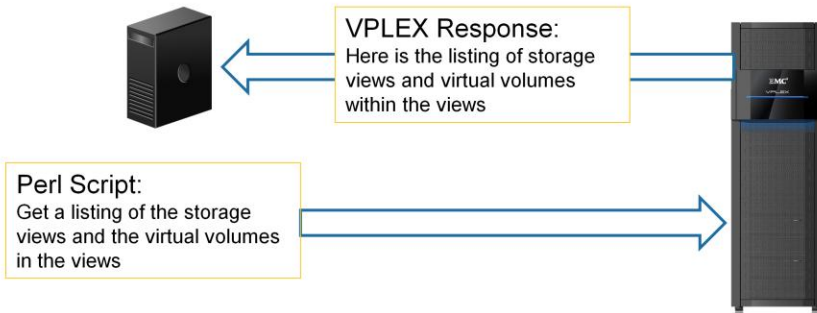 VPLEX Response:
Here is the listing of storage
views and virtual volumes
within the views
EMC²
VPLEX
Perl Script:
Get a listing of the storage
views and the virtual volumes
in the views